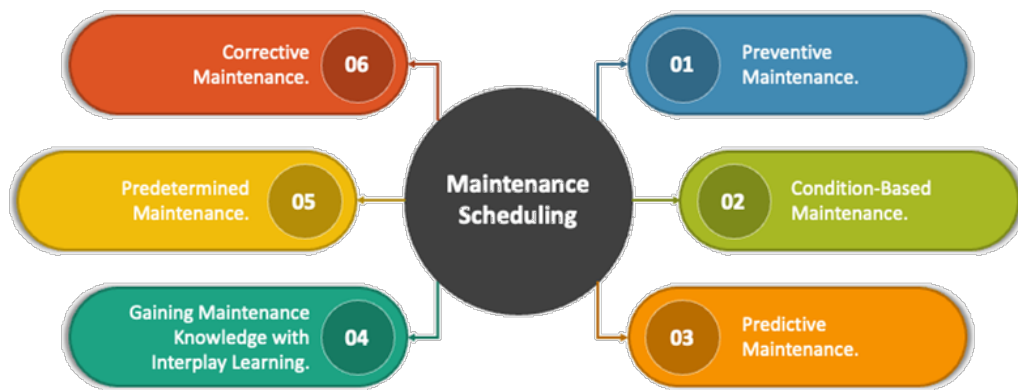 Maintenance
Scheduling
01
Preventive
Maintenance.
02
Condition-Based
Maintenance.
03
Predictive
Maintenance.
04
Gaining Maintenance
Knowledge with
Interplay Learning.
05
Predetermined
Maintenance.
06
Corrective
Maintenance.